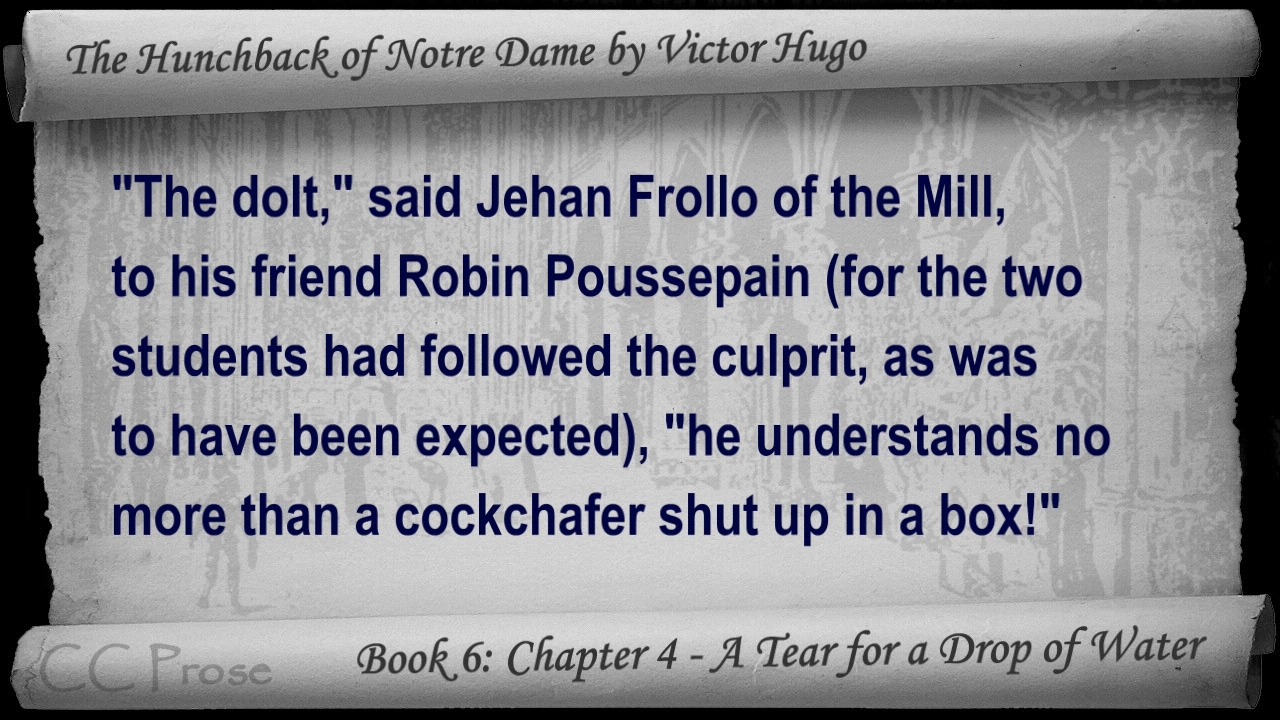 The Hunchback of Notre Dame by Victor Hugo
"The dolt," said Jehan Frollo of the Mill,
to his friend Robin Poussepain (for the two
students had followed the culprit, as was
to have been expected), "he understands no
more than a cockchafer shut up in a box!"
CC Prose
Book 6: Chapter 4 - A Tear for a Drop of Water